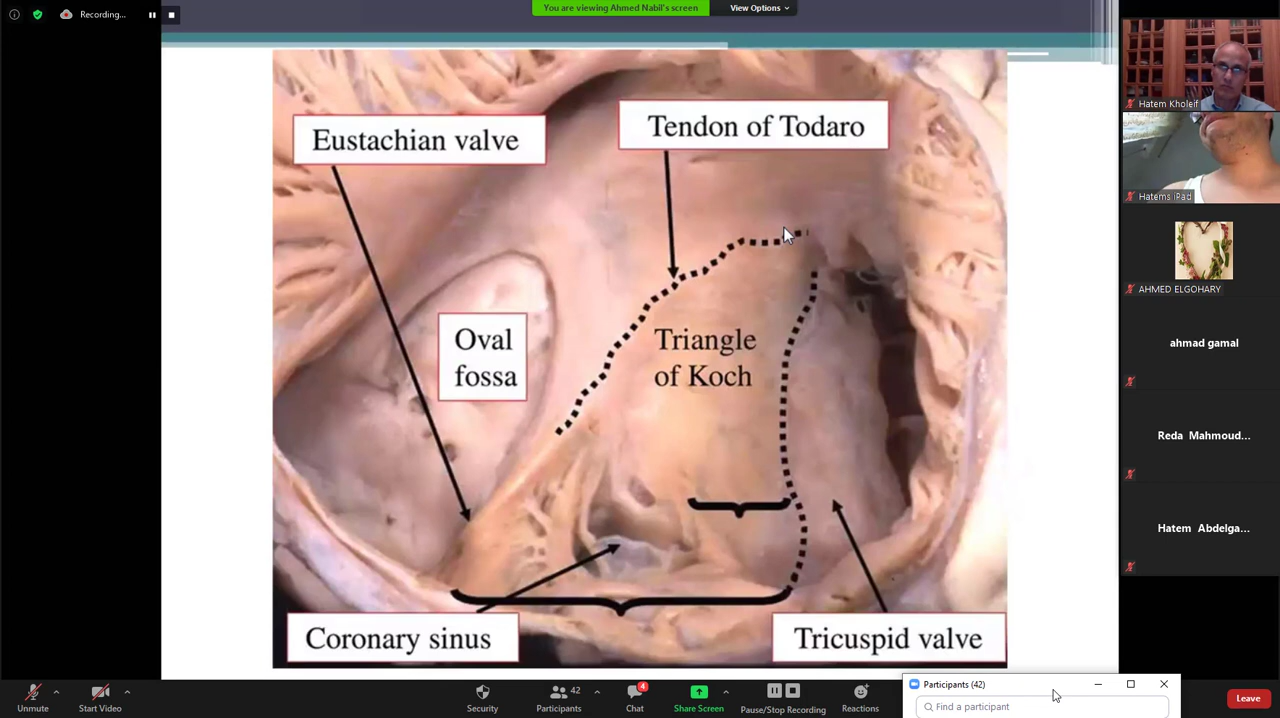 Recording...
You are viewing Ahmed Nabil's screen
View Options
Eustachian valve
Tendon of Todaro
Oval
fossa
Triangle
of Koch
Coronary sinus
Tricuspid valve
Hatem Kholeif
Hatems iPad
AHMED ELGOHARY
ahmad gamal
Reda Mahmoud...
Hatem Abdelga...
Participants (42)
Find a participant
Unmute
Start Video
Security
42
Participants
4
Chat
Share Screen
Pause/Stop Recording
Reactions
Leave